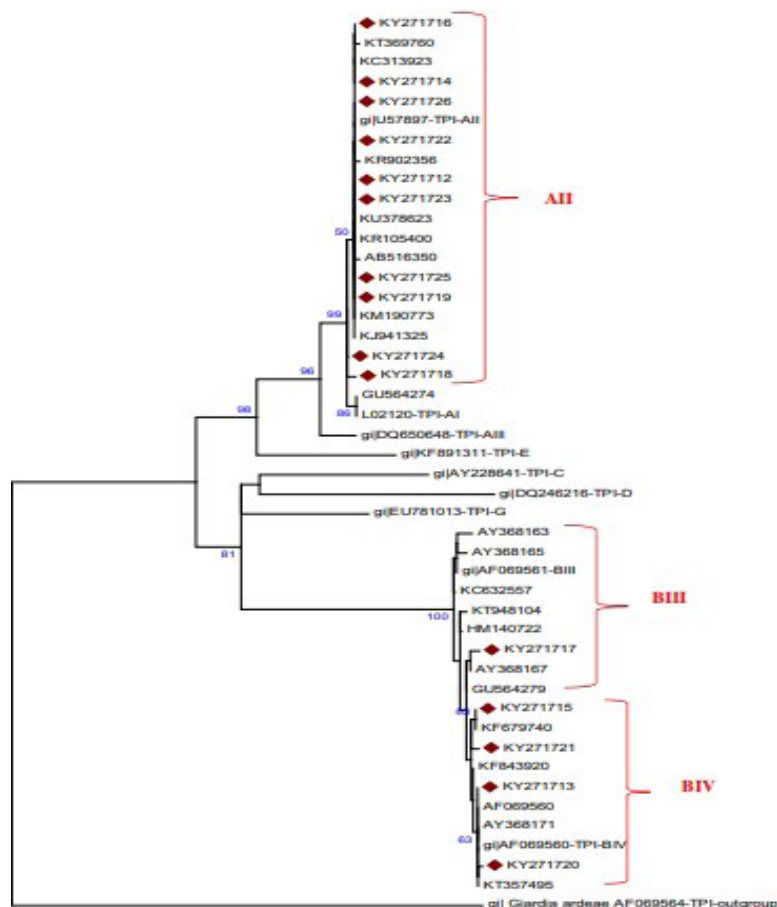 KY271716
KT369760
KC313923
KY271714
KY271726
gi|U57897-TPI-AII
KY271722
KR902356
KY271712
KY271723
AII
KU378623
50
KR105400
AB516350
KY271725
KY271719
99
KM190773
KJ941325
KY271724
96
KY271718
GU564274
98
86
L02120-TPI-AI
gi|DQ650648-TPI-AIII
gi|KF891311-TPI-E
gi|AY228641-TPI-C
gi|DQ246216-TPI-D
gi|EU781013-TPI-G
AY368163
81
AY368165
gi|AF069561-BIII
KC632557
BIII
KT948104
100
HM140722
KY271717
AY368167
GU564279
KY271715
KF679740
KY271721
KF843920
BIV
KY271713
AF069560
AY368171
63
gi|AF069560-TPI-BIV
KY271720
KT357495
gi| Giardia ardeae AF069564-TPI-outgroup